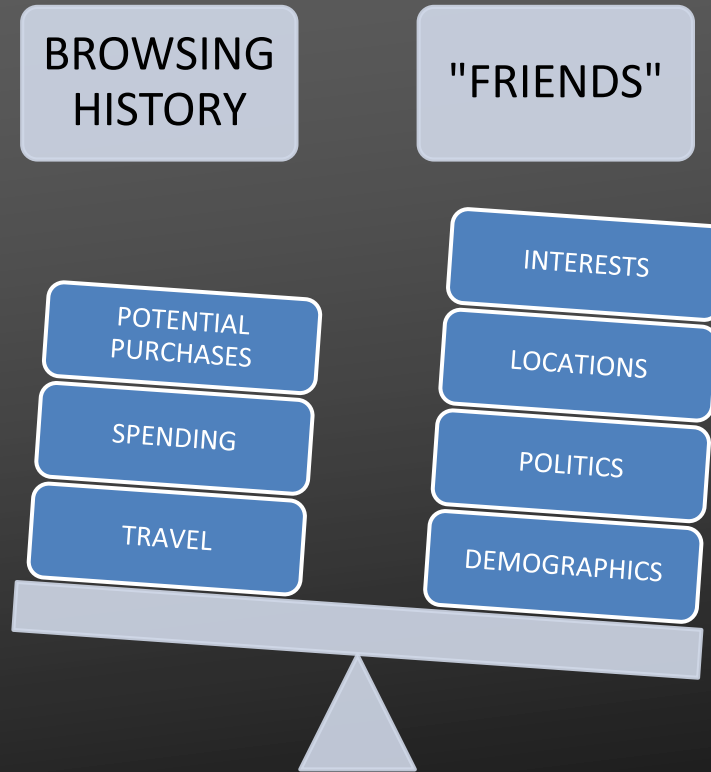 BROWSING
HISTORY
"FRIENDS"
POTENTIAL
PURCHASES
SPENDING
TRAVEL
INTERESTS
LOCATIONS
POLITICS
DEMOGRAPHICS